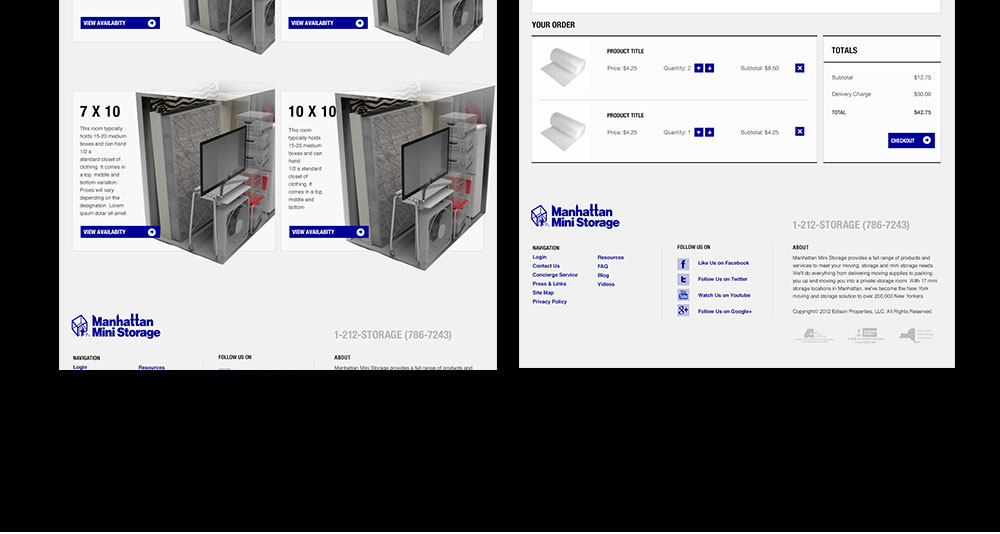 VIEW AVAILABITY
VIEW AVAILABITY
7 X 10
This room typically
holds 15-20 medium
boxes and can hand
1/2 a
standard closet of
clothing. It comes in
a top, middle and
bottom variation.
Prices will vary
depending on the
designation. Lorem
ipsum dolar sit amet
VIEW AVAILABITY
10 X 10
This room
typically holds
15-20 medium
boxes and can
hand
1/2 a standard
closet of
clothing. It
comes in a top,
middle and
bottom
VIEW AVAILABITY
Manhattan
Mini Storage
1-212-STORAGE (786-7243)
NAVIGATION
Login
Resources
FOLLOW US ON
ABOUT
Manhattan Mini Storage provides a full range of products and
YOUR ORDER
PRODUCT TITLE
Price: $4.25
Quantity: 2
Subtotal: $8.50
PRODUCT TITLE
Price: $4.25
Quantity: 1
Subtotal: $4.25
TOTALS
Subtotal $12.75
Delivery Charge $30.00
TOTAL $42.75
CHECKOUT
Manhattan
Mini Storage
1-212-STORAGE (786-7243)
NAVIGATION
Login
Contact Us
Concierge Service
Press & Links
Site Map
Privacy Policy
Resources
FAQ
Blog
Videos
FOLLOW US ON
Like Us on Facebook
Follow Us on Twitter
Watch Us on Youtube
Follow Us on Google+
ABOUT
Manhattan Mini Storage provides a full range of products and
services to meet your moving, storage and mini storage needs.
We'll do everything from delivering moving supplies to packing
you up and moving you into a private storage room. With 17 mini
storage locations in Manhattan, we've become the New York
moving and storage solution to over 200,000 New Yorkers.
Copyright© 2012 Edison Properties, LLC. All Rights Reserved.